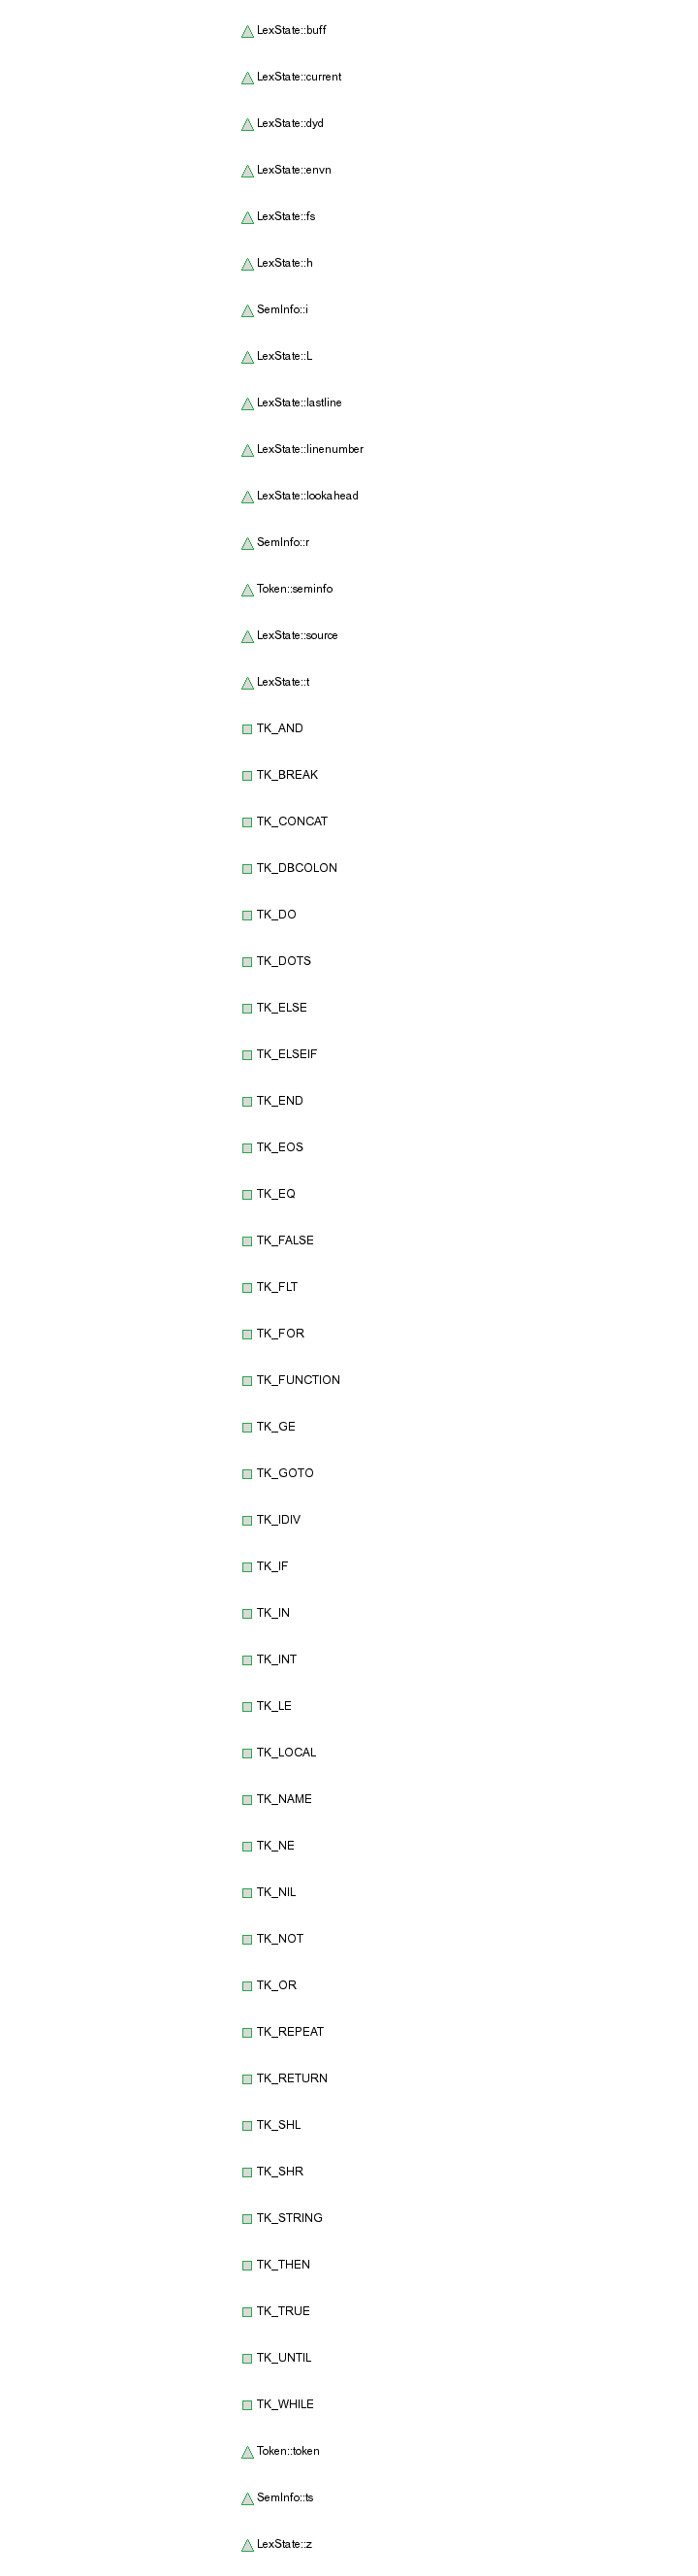 LexState::buff
LexState::current
LexState::dyd
LexState::envn
LexState::fs
LexState::h
SemInfo::i
LexState::L
LexState::lastline
LexState::linenumber
LexState::lookahead
SemInfo::r
Token::seminfo
LexState::source
LexState::t
TK_AND
TK_BREAK
TK_CONCAT
TK_DBCOLON
TK_DO
TK_DOTS
TK_ELSE
TK_ELSEIF
TK_END
TK_EOS
TK_EQ
TK_FALSE
TK_FLT
TK_FOR
TK_FUNCTION
TK_GE
TK_GOTO
TK_IDIV
TK_IF
TK_IN
TK_INT
TK_LE
TK_LOCAL
TK_NAME
TK_NE
TK_NIL
TK_NOT
TK_OR
TK_REPEAT
TK_RETURN
TK_SHL
TK_SHR
TK_STRING
TK_THEN
TK_TRUE
TK_UNTIL
TK_WHILE
Token::token
SemInfo::ts
LexState::z